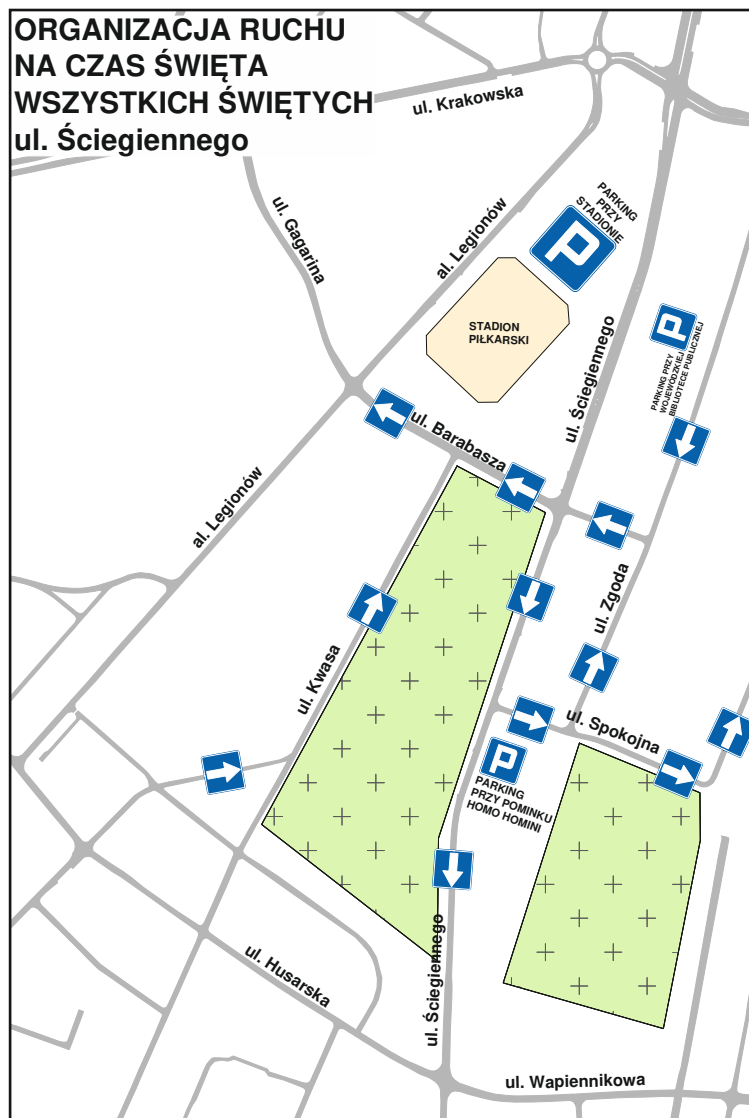 ORGANIZACJA RUCHU
NA CZAS ŚWIĘTA
WSZYSTKICH ŚWIĘTYCH
ul. Ściegiennego
ul. Krakowska
ul. Gagarina
al. Legionów
PARKING
PRZY
STADIONIE
P
STADION
PIŁKARSKI
ul. Ściegiennego
P
PARKING PRZY
WOJEWÓDZKIEJ
BIBLIOTECE PUBLICZNEJ
ul. Barabasza
al. Legionów
ul. Zgoda
ul. Kwasa
ul. Spokojna
P
PARKING
PRZY POMINKU
HOMO HOMINI
ul. Husarska
ul. Ściegiennego
ul. Wapiennikowa